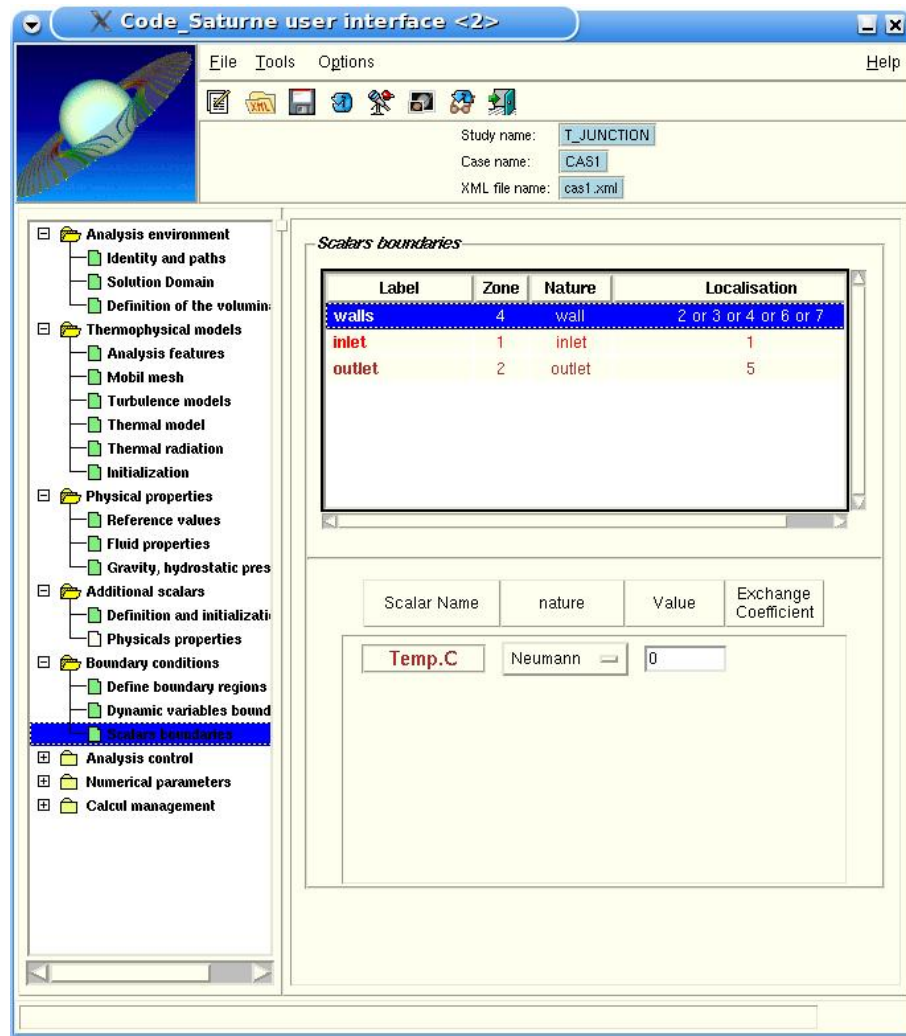 Code_Saturne user interface <2>
File Tools Options Help
XML
Study name: T_JUNCTION
Case name: CAS1
XML file name: cas1.xml
Analysis environment
Identity and paths
Solution Domain
Definition of the volumin
Thermophysical models
Analysis features
Mobil mesh
Turbulence models
Thermal model
Thermal radiation
Initialization
Physical properties
Reference values
Fluid properties
Gravity, hydrostatic pres
Additional scalars
Definition and initializati
Physicals properties
Boundary conditions
Define boundary regions
Dynamic variables bound
Scalars boundaries
Analysis control
Numerical parameters
Calcul management
Scalars boundaries
Label Zone Nature Localisation
walls 4 wall 2 or 3 or 4 or 6 or 7
inlet 1 inlet 1
outlet 2 outlet 5
Scalar Name nature Value Exchange Coefficient
Temp.C Neumann 0